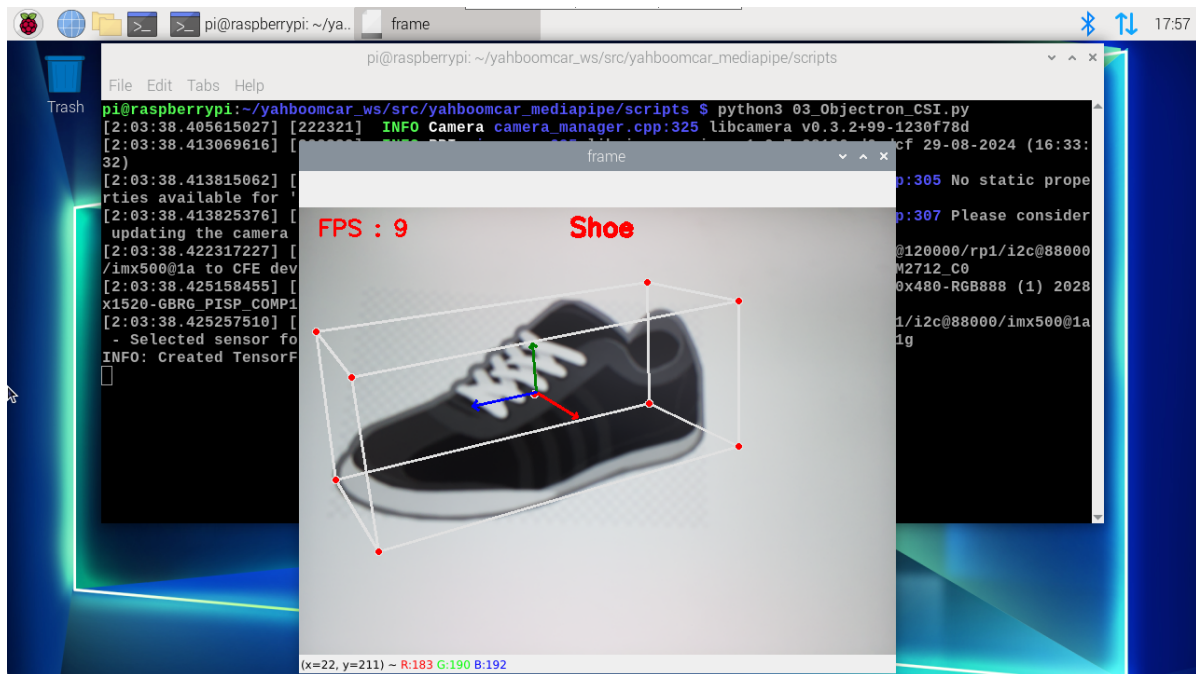 pi@raspberrypi: ~/ya..
frame
17:57
Trash
pi@raspberrypi: ~/yahboomcar_ws/src/yahboomcar_mediapipe/scripts
File Edit Tabs Help
pi@raspberrypi:~/yahboomcar_ws/src/yahboomcar_mediapipe/scripts $ python3 03_Objectron_CSI.py
[2:03:38.405615027] [222321] INFO Camera camera_manager.cpp:325 libcamera v0.3.2+99-1230f78d
[2:03:38.413069616] [ cf 29-08-2024 (16:33:
32)
[2:03:38.413815062] [ p:305 No static prope
rties available for '
[2:03:38.413825376] [ p:307 Please consider
updating the camera
[2:03:38.422317227] [ @120000/rp1/i2c@88000
/imx500@1a to CFE dev M2712_C0
[2:03:38.425158455] [ 0x480-RGB888 (1) 2028
x1520-GBRG_PISP_COMP1
[2:03:38.425257510] [ 1/i2c@88000/imx500@1a
- Selected sensor fo 1g
INFO: Created TensorF
frame
FPS : 9
Shoe
(x=22, y=211) ~ R:183 G:190 B:192